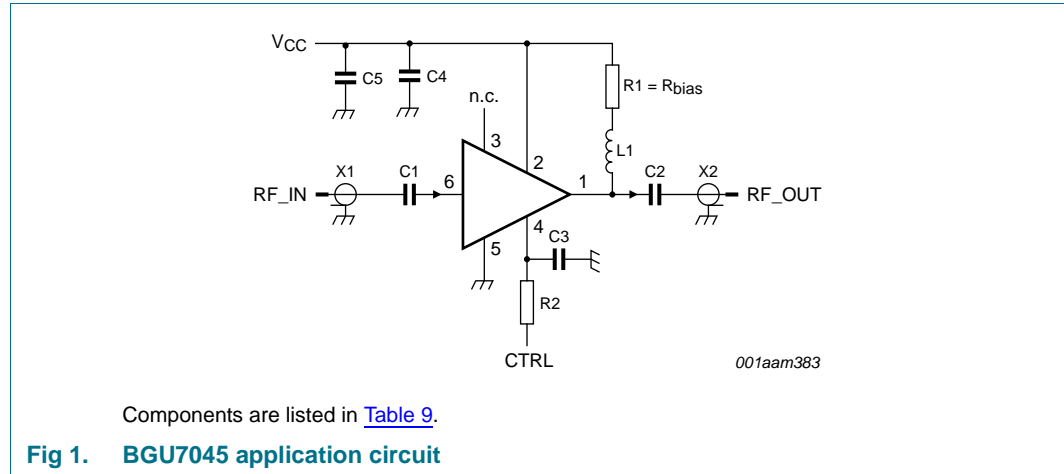 VCC
C5
C4
n.c.
R1 = Rbias
3
2
L1
X1
C1
6
1
C2
X2
RF_IN
RF_OUT
4
5
C3
R2
CTRL
001aam383
Components are listed in Table 9.
Fig 1. BGU7045 application circuit